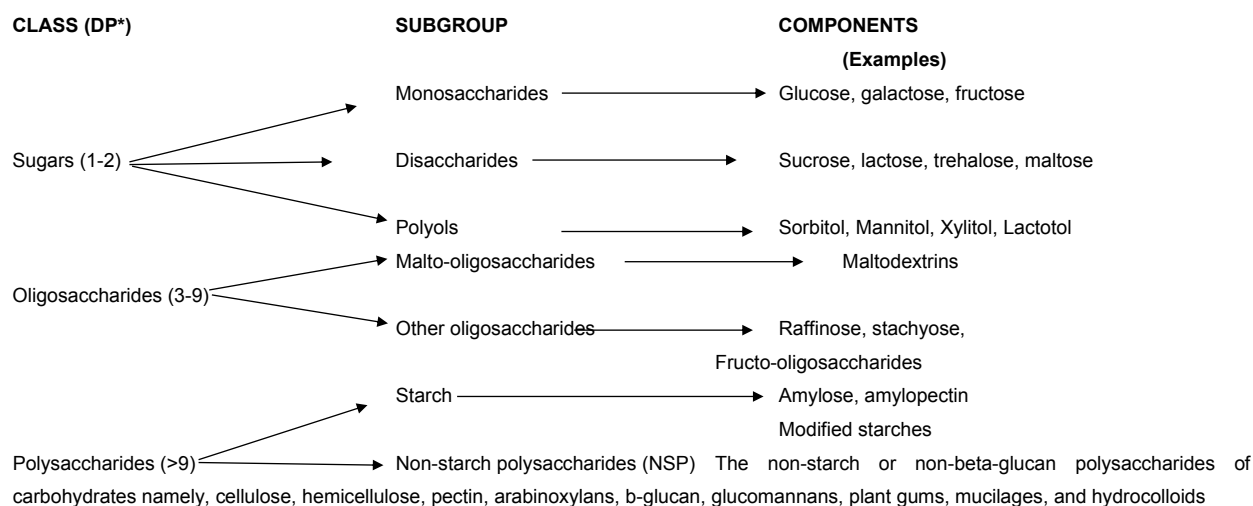 CLASS (DP*) SUBGROUP COMPONENTS
(Examples)
Monosaccharides Glucose, galactose, fructose
Sugars (1-2) Disaccharides Sucrose, lactose, trehalose, maltose
Polyols Sorbitol, Mannitol, Xylitol, Lactotol
Malto-oligosaccharides Maltodextrins
Oligosaccharides (3-9)
Other oligosaccharides Raffinose, stachyose,
Fructo-oligosaccharides
Starch Amylose, amylopectin
Modified starches
Polysaccharides (>9) Non-starch polysaccharides (NSP) The non-starch or non-beta-glucan polysaccharides of
carbohydrates namely, cellulose, hemicellulose, pectin, arabinoxylans, b-glucan, glucomannans, plant gums, mucilages, and hydrocolloids